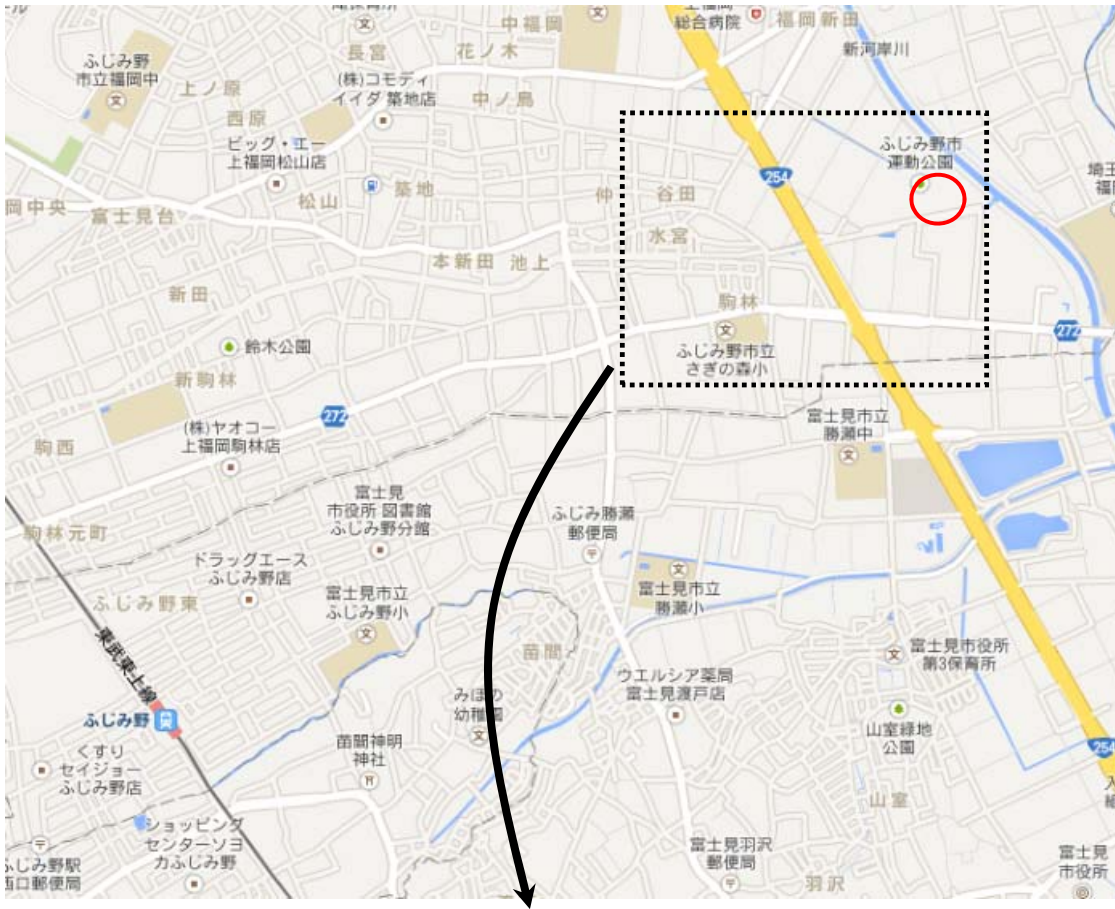 中福岡
総合病院
福岡新田
新河岸川
長宮
花ノ木
ふじみ野
市立福岡中
上ノ原
(株)コモディ
イイダ 築地店
中ノ島
西原
ビッグ・エー
上福岡松山店
ふじみ野市
運動公園
254
岡中央
富士見台
松山
築地
仲
谷田
水宮
本新田
池上
新田
駒林
272
鈴木公園
ふじみ野市立
さぎの森小
新駒林
272
(株)ヤオコー
上福岡駒林店
駒西
富士見市立
勝瀬中
富士見
市役所 図書館
ふじみ野分館
ふじみ勝瀬
郵便局
駒林元町
ドラッグエース
ふじみ野店
富士見市立
ふじみ野小
富士見市立
勝瀬小
ふじみ野東
東武東上線
苗間
富士見市役所
第3保育所
ウエルシア薬局
富士見渡戸店
みほの
幼稚園
ふじみ野
苗間神明
神社
山室緑地
公園
254
くすり
セイジョー
ふじみ野店
山室
ショッピング
センターソヨ
カふじみ野
富士見羽沢
郵便局
羽沢
富士見
市役所
ふじみ野駅
西口郵便局